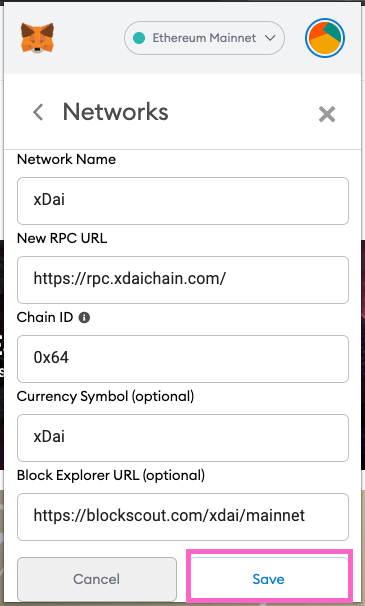 Ethereum Mainnet
Networks
Network Name
xDai
New RPC URL
https://rpc.xdaichain.com/
Chain ID
0x64
Currency Symbol (optional)
xDai
Block Explorer URL (optional)
https://blockscout.com/xdai/mainnet
Cancel
Save